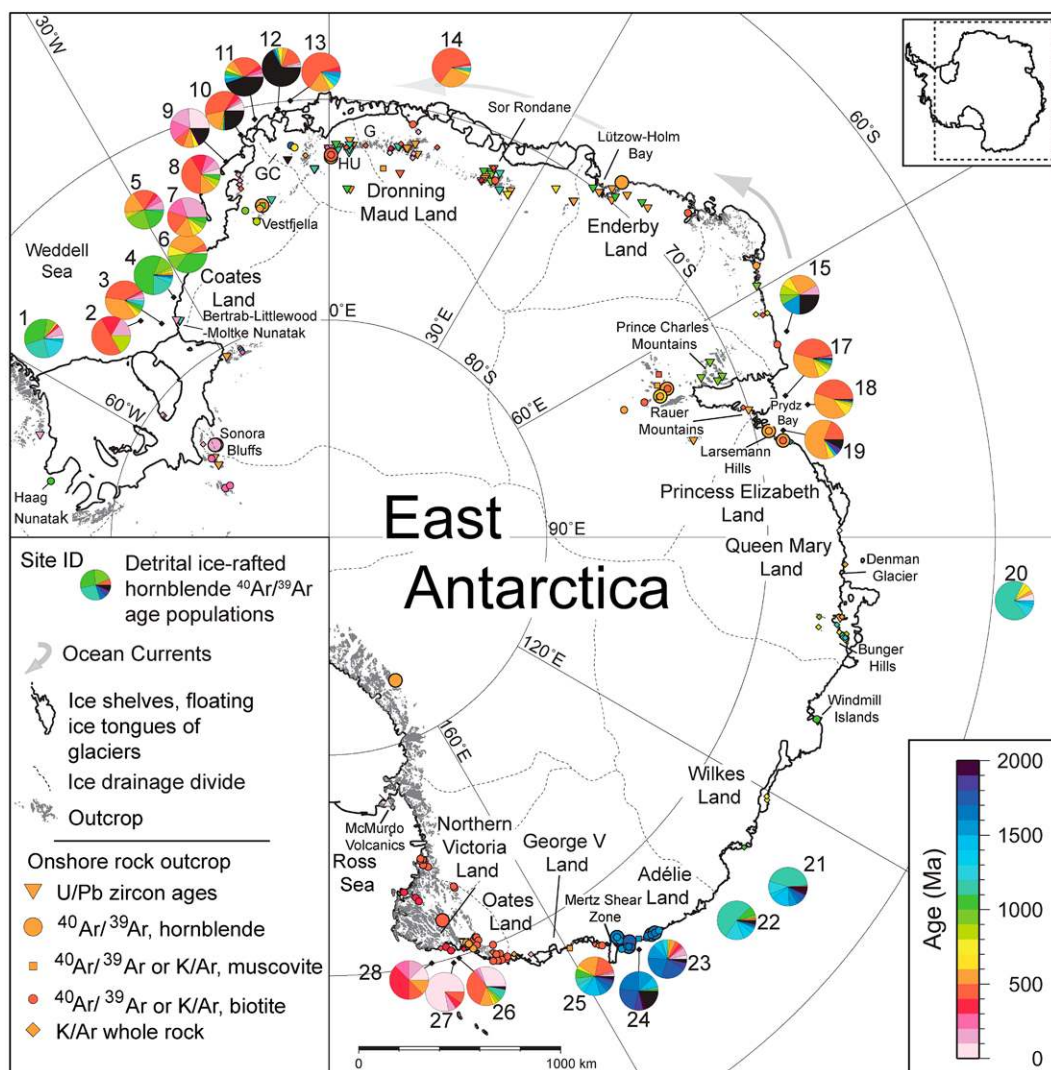 30°W
11
12
13
14
10
9
8
5
7
6
4
3
2
1
Sor Rondane
60°S
Lützow-Holm
Bay
G
GC
HU
Dronning
Maud Land
Vestfjella
Enderby
Land
70°S
Weddell
Sea
Coates
Land
Bertrab-Littlewood
-Moltke Nunatak
0°E
30°E
80°S
60°E
15
Prince Charles
Mountains
17
18
19
Prydz
Bay
Rauer
Mountains
Larsemann
Hills
60°W
Sonora
Bluffs
Haag
Nunatak
Princess Elizabeth
Land
East
Antarctica
90°E
Queen Mary
Land
Denman
Glacier
20
Bunger
Hills
Windmill
Islands
120°E
160°E
Wilkes
Land
McMurdo
Volcanics
Ross
Sea
Northern
Victoria
Land
Oates
Land
George V
Land
Mertz Shear
Zone
Adélie
Land
21
22
23
24
25
26
27
28
0 1000 km
Site ID
Detrital ice-rafted
hornblende ⁴⁰Ar/³⁹Ar
age populations
Ocean Currents
Ice shelves, floating
ice tongues of
glaciers
Ice drainage divide
Outcrop
Onshore rock outcrop
U/Pb zircon ages
⁴⁰Ar/³⁹Ar, hornblende
⁴⁰Ar/³⁹Ar or K/Ar, muscovite
⁴⁰Ar/³⁹Ar or K/Ar, biotite
K/Ar whole rock
Age (Ma)
2000
1500
1000
500
0